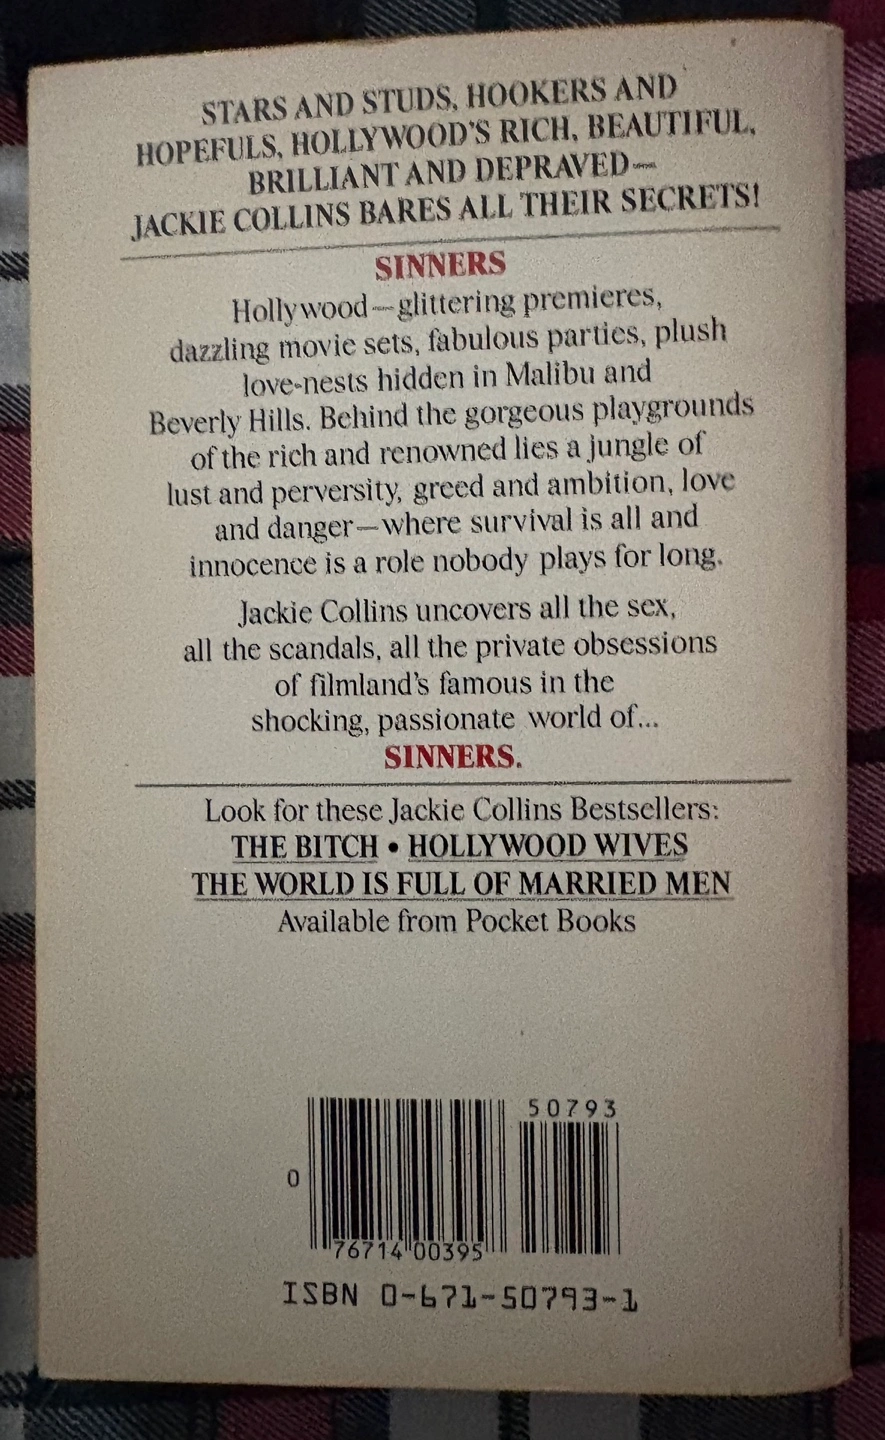 STARS AND STUDS, HOOKERS AND
HOPEFULS, HOLLYWOOD'S RICH, BEAUTIFUL,
BRILLIANT AND DEPRAVED—
JACKIE COLLINS BARES ALL THEIR SECRETS!
SINNERS
Hollywood—glittering premieres,
dazzling movie sets, fabulous parties, plush
love-nests hidden in Malibu and
Beverly Hills. Behind the gorgeous playgrounds
of the rich and renowned lies a jungle of
lust and perversity, greed and ambition, love
and danger—where survival is all and
innocence is a role nobody plays for long.
Jackie Collins uncovers all the sex,
all the scandals, all the private obsessions
of filmland's famous in the
shocking, passionate world of...
SINNERS.
Look for these Jackie Collins Bestsellers:
THE BITCH • HOLLYWOOD WIVES
THE WORLD IS FULL OF MARRIED MEN
Available from Pocket Books
50793
0
76714 00395
ISBN 0-671-50793-1